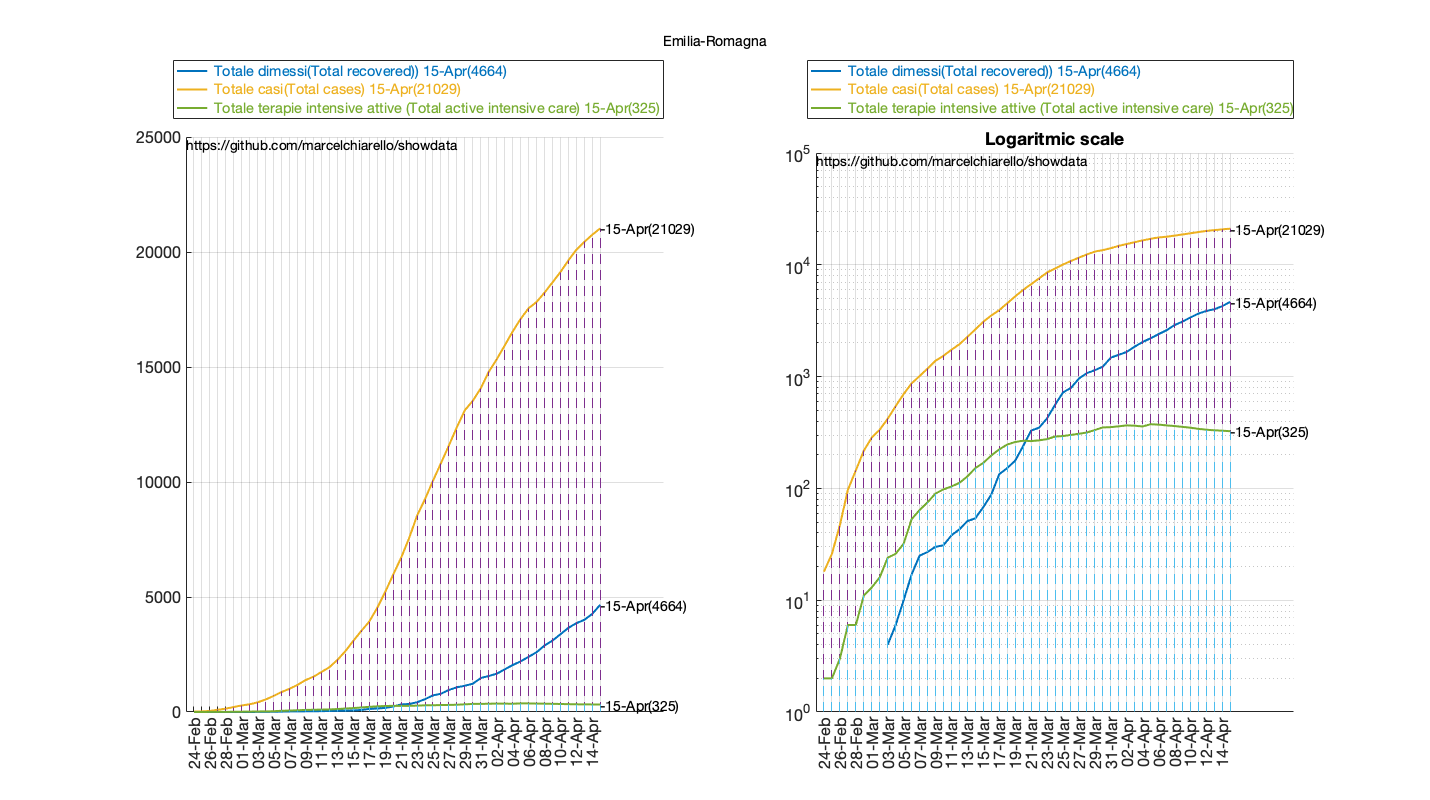 Emilia-Romagna
Totale dimessi(Total recovered)) 15-Apr(4664)
Totale casi(Total cases) 15-Apr(21029)
Totale terapie intensive attive (Total active intensive care) 15-Apr(325)
25000
https://github.com/marcelchiarello/showdata
20000
15000
10000
5000
0
-15-Apr(21029)
-15-Apr(4664)
-15-Apr(325)
24-Feb
26-Feb
28-Feb
01-Mar
03-Mar
05-Mar
07-Mar
09-Mar
11-Mar
13-Mar
15-Mar
17-Mar
19-Mar
21-Mar
23-Mar
25-Mar
27-Mar
29-Mar
31-Mar
02-Apr
04-Apr
06-Apr
08-Apr
10-Apr
12-Apr
14-Apr
Totale dimessi(Total recovered)) 15-Apr(4664)
Totale casi(Total cases) 15-Apr(21029)
Totale terapie intensive attive (Total active intensive care) 15-Apr(325)
Logaritmic scale
10⁵
https://github.com/marcelchiarello/showdata
10⁴
10³
10²
10¹
10⁰
-15-Apr(21029)
-15-Apr(4664)
-15-Apr(325)
24-Feb
26-Feb
28-Feb
01-Mar
03-Mar
05-Mar
07-Mar
09-Mar
11-Mar
13-Mar
15-Mar
17-Mar
19-Mar
21-Mar
23-Mar
25-Mar
27-Mar
29-Mar
31-Mar
02-Apr
04-Apr
06-Apr
08-Apr
10-Apr
12-Apr
14-Apr